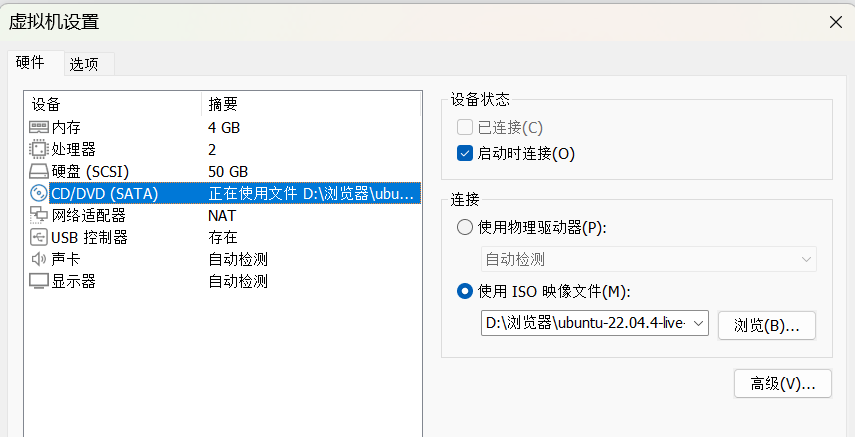 虚拟机设置
硬件 选项
设备 摘要
内存 4 GB
处理器 2
硬盘 (SCSI) 50 GB
CD/DVD (SATA) 正在使用文件 D:\浏览器\ubu...
网络适配器 NAT
USB 控制器 存在
声卡 自动检测
显示器 自动检测
设备状态
已连接(C)
启动时连接(O)
连接
使用物理驱动器(P):
自动检测
使用 ISO 映像文件(M):
D:\浏览器\ubuntu-22.04.4-live-
浏览(B)...
高级(V)...